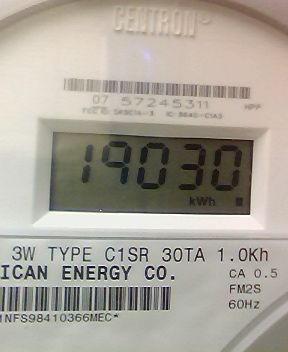 CENTRON
07 57245311
19030
kWh
3W TYPE C1SR 30TA 1.0Kh
ICAN ENERGY CO.
CA 0.5
FM2S
60Hz
1NFS98410366MEC*